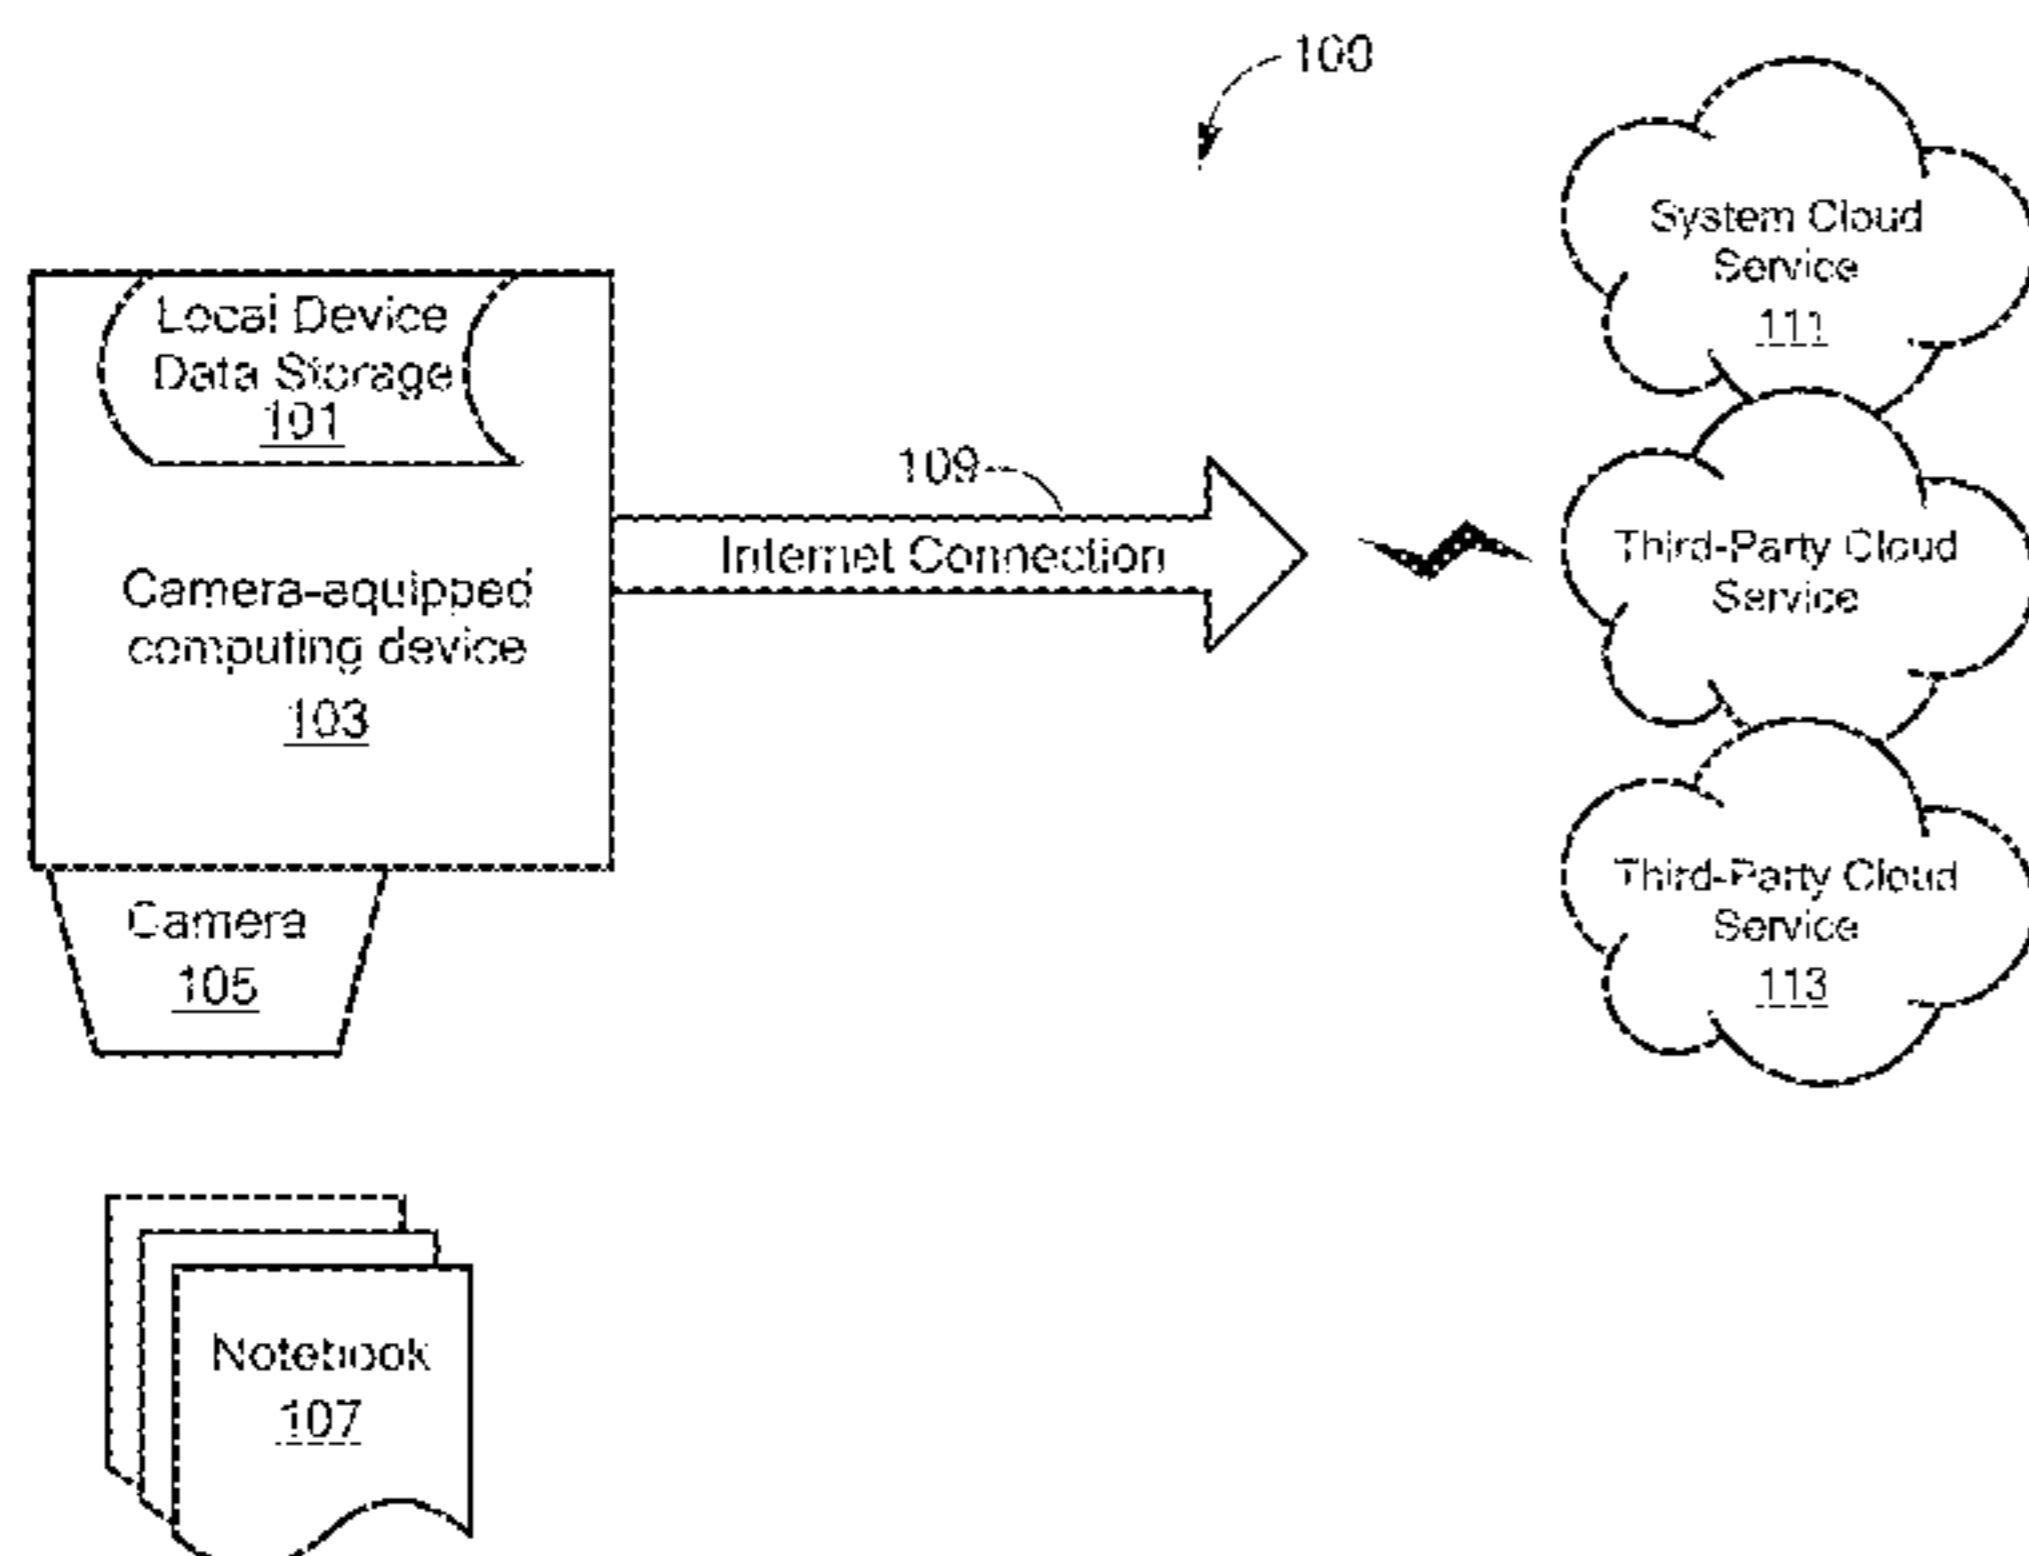 100
System Cloud
Service
111
Local Device
Data Storage
101
109
Internet Connection
Third-Party Cloud
Service
Camera-aquipped
computing device
103
Third-Party Cloud
Service
113
Camera
105
Notebook
107